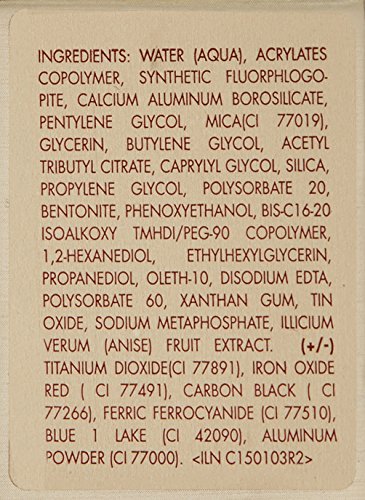 INGREDIENTS: WATER (AQUA), ACRYLATES
COPOLYMER, SYNTHETIC FLUORPHLOGO-
PITE, CALCIUM ALUMINUM BOROSILICATE,
PENTYLENE GLYCOL, MICA(CI 77019),
GLYCERIN, BUTYLENE GLYCOL, ACETYL
TRIBUTYL CITRATE, CAPRYLYL GLYCOL, SILICA,
PROPYLENE GLYCOL, POLYSORBATE 20,
BENTONITE, PHENOXYETHANOL, BIS-C16-20
ISOALKOXY TMHDI/PEG-90 COPOLYMER,
1,2-HEXANEDIOL, ETHYLHEXYLGLYCERIN,
PROPANEDIOL, OLETH-10, DISODIUM EDTA,
POLYSORBATE 60, XANTHAN GUM, TIN
OXIDE, SODIUM METAPHOSPHATE, ILLICIUM
VERUM (ANISE) FRUIT EXTRACT. (+/-)
TITANIUM DIOXIDE(CI 77891), IRON OXIDE
RED ( CI 77491), CARBON BLACK ( CI
77266), FERRIC FERROCYANIDE (CI 77510),
BLUE 1 LAKE (CI 42090), ALUMINUM
POWDER (CI 77000). <ILN C150103R2>